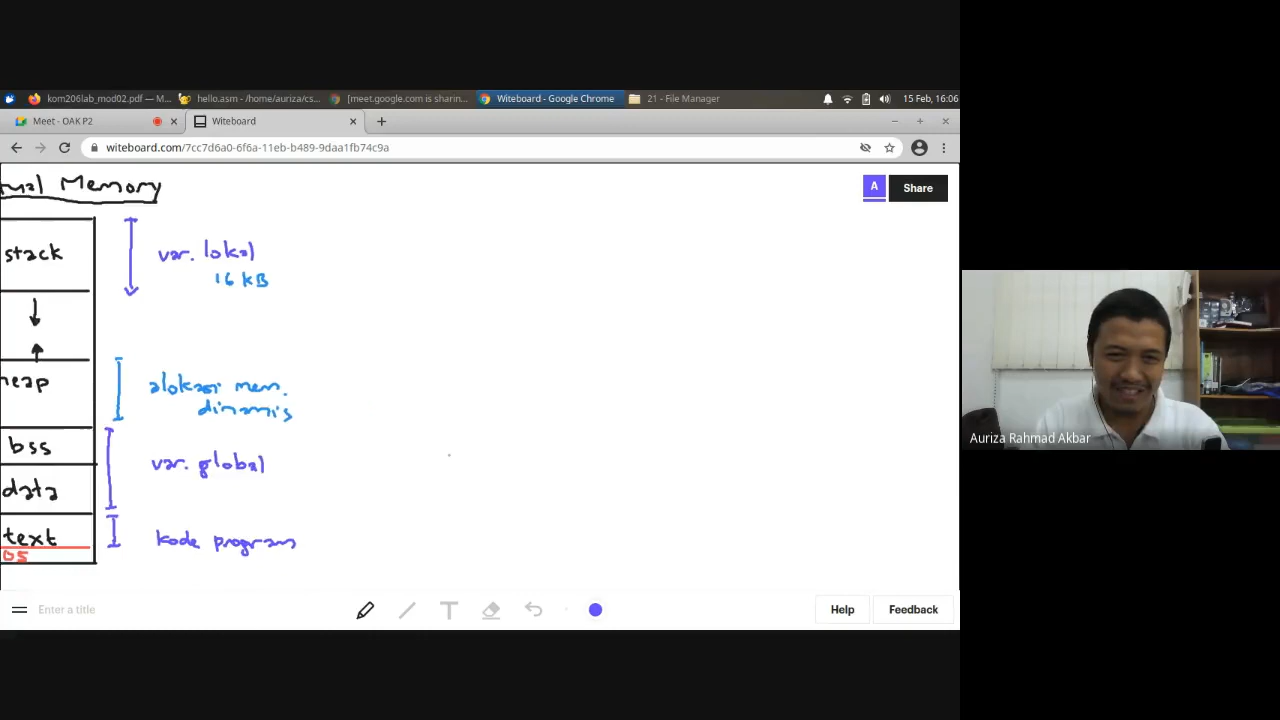 kom206lab_mod02.pdf — M...
hello.asm - /home/auriza/cs...
[meet.google.com is sharin...
Witeboard - Google Chrome
21 - File Manager
15 Feb, 16:06
Meet - OAK P2
Witeboard
witeboard.com/7cc7d6a0-6f6a-11eb-b489-9daa1fb74c9a
A
Share
Memory
stack
var. lokal
16 kB
heap
alokasi mem.
dinamis
bss
var. global
data
text
kode program
OS
Enter a title
T
Help
Feedback
Auriza Rahmad Akbar